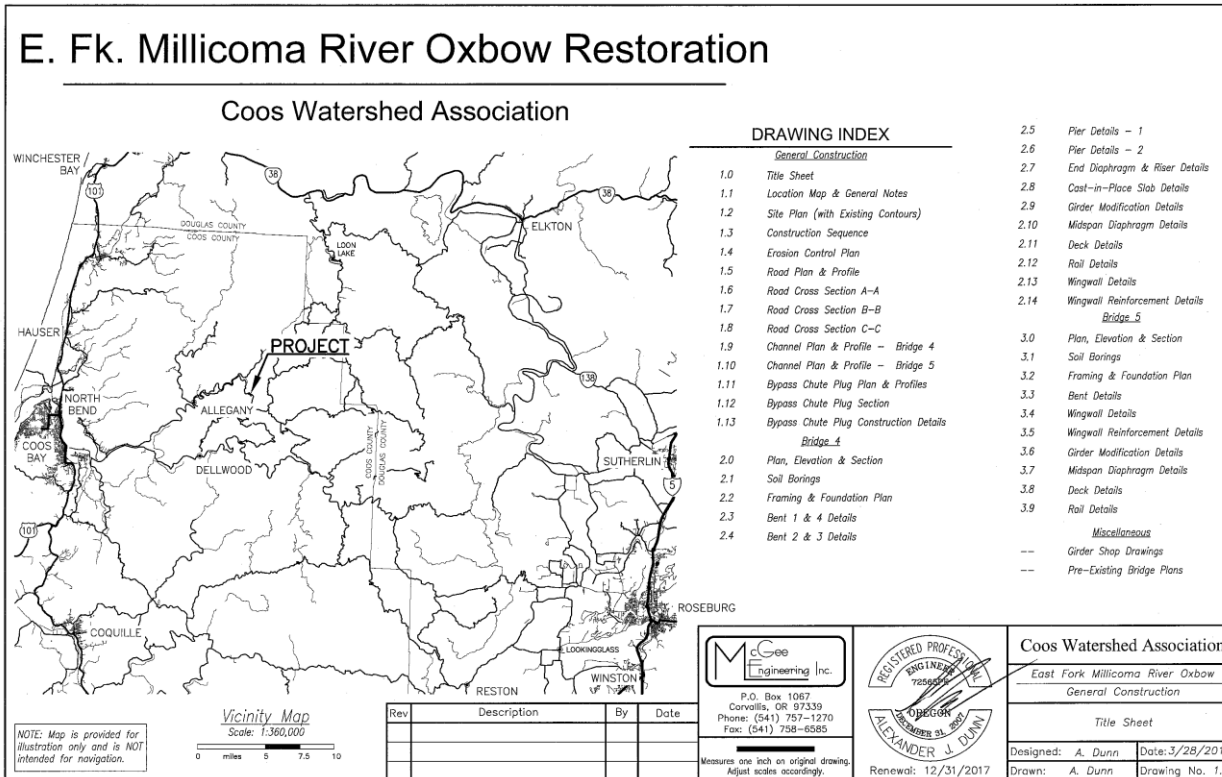 E. Fk. Millicoma River Oxbow Restoration
Coos Watershed Association
WINCHESTER
BAY
101
38
38
DOUGLAS COUNTY
COOS COUNTY
LOON
LAKE
ELKTON
HAUSER
PROJECT
138
NORTH
BEND
ALLEGANY
COOS
BAY
DELLWOOD
COOS COUNTY
DOUGLAS COUNTY
SUTHERLIN
5
101
ROSEBURG
COQUILLE
LOOKINGGLASS
WINSTON
RESTON
DRAWING INDEX
General Construction
1.0 Title Sheet
1.1 Location Map & General Notes
1.2 Site Plan (with Existing Contours)
1.3 Construction Sequence
1.4 Erosion Control Plan
1.5 Road Plan & Profile
1.6 Road Cross Section A-A
1.7 Road Cross Section B-B
1.8 Road Cross Section C-C
1.9 Channel Plan & Profile - Bridge 4
1.10 Channel Plan & Profile - Bridge 5
1.11 Bypass Chute Plug Plan & Profiles
1.12 Bypass Chute Plug Section
1.13 Bypass Chute Plug Construction Details
Bridge 4
2.0 Plan, Elevation & Section
2.1 Soil Borings
2.2 Framing & Foundation Plan
2.3 Bent 1 & 4 Details
2.4 Bent 2 & 3 Details
2.5 Pier Details - 1
2.6 Pier Details - 2
2.7 End Diaphragm & Riser Details
2.8 Cast-in-Place Slab Details
2.9 Girder Modification Details
2.10 Midspan Diaphragm Details
2.11 Deck Details
2.12 Rail Details
2.13 Wingwall Details
2.14 Wingwall Reinforcement Details
Bridge 5
3.0 Plan, Elevation & Section
3.1 Soil Borings
3.2 Framing & Foundation Plan
3.3 Bent Details
3.4 Wingwall Details
3.5 Wingwall Reinforcement Details
3.6 Girder Modification Details
3.7 Midspan Diaphragm Details
3.8 Deck Details
3.9 Rail Details
Miscellaneous
-- Girder Shop Drawings
-- Pre-Existing Bridge Plans
NOTE: Map is provided for
illustration only and is NOT
intended for navigation.
Vicinity Map
Scale: 1:360,000
0 miles 5 7.5 10
Rev Description By Date
McGee
Engineering Inc.
P.O. Box 1067
Corvallis, OR 97339
Phone: (541) 757-1270
Fax: (541) 758-6585
Measures one inch on original drawing.
Adjust scales accordingly.
REGISTERED PROFESSIONAL
ENGINEER
OREGON
DECEMBER 31, 2007
ALEXANDER J. DUNN
Renewal: 12/31/2017
Coos Watershed Association
East Fork Millicoma River Oxbow
General Construction
Title Sheet
Designed: A. Dunn Date: 3/28/201
Drawn: A. Dunn Drawing No. 1.